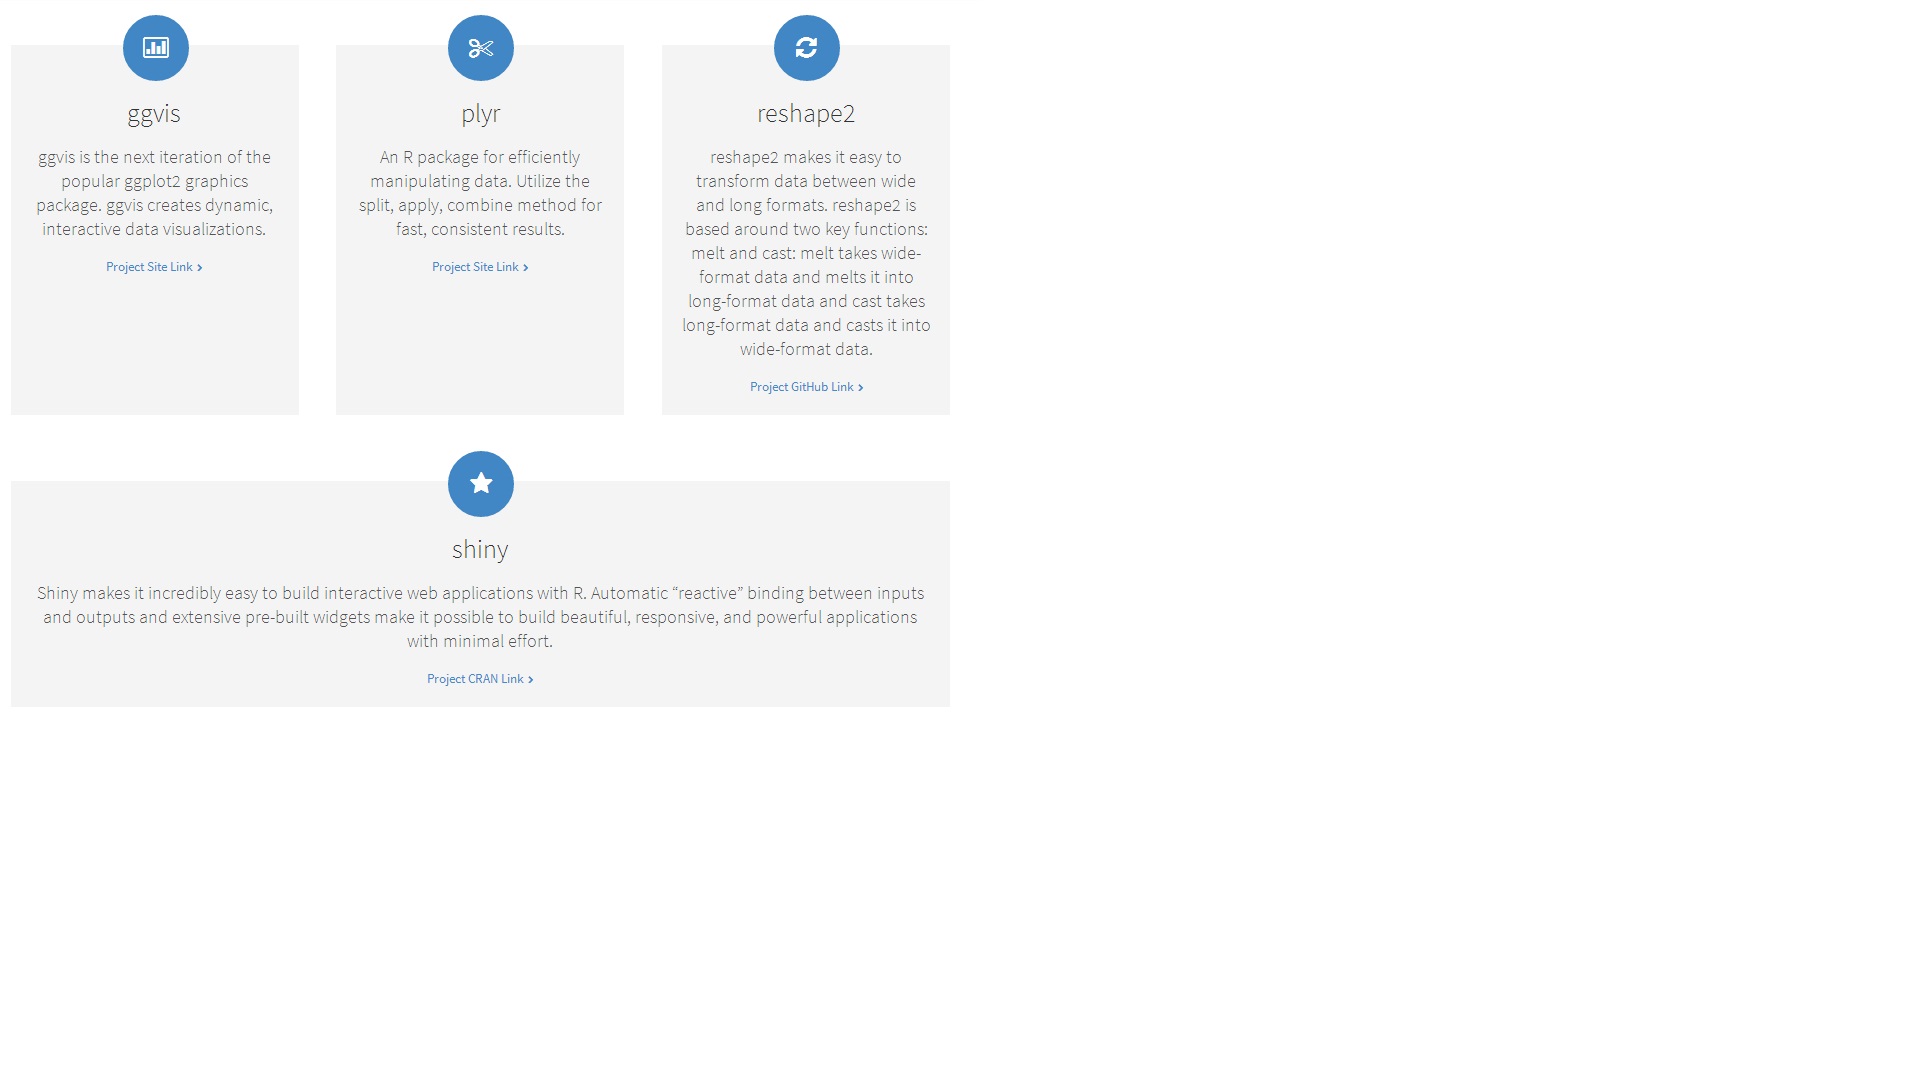 ggvis
ggvis is the next iteration of the
popular ggplot2 graphics
package. ggvis creates dynamic,
interactive data visualizations.
Project Site Link
plyr
An R package for efficiently
manipulating data. Utilize the
split, apply, combine method for
fast, consistent results.
Project Site Link
reshape2
reshape2 makes it easy to
transform data between wide
and long formats. reshape2 is
based around two key functions:
melt and cast: melt takes wide-
format data and melts it into
long-format data and cast takes
long-format data and casts it into
wide-format data.
Project GitHub Link
shiny
Shiny makes it incredibly easy to build interactive web applications with R. Automatic “reactive” binding between inputs
and outputs and extensive pre-built widgets make it possible to build beautiful, responsive, and powerful applications
with minimal effort.
Project CRAN Link